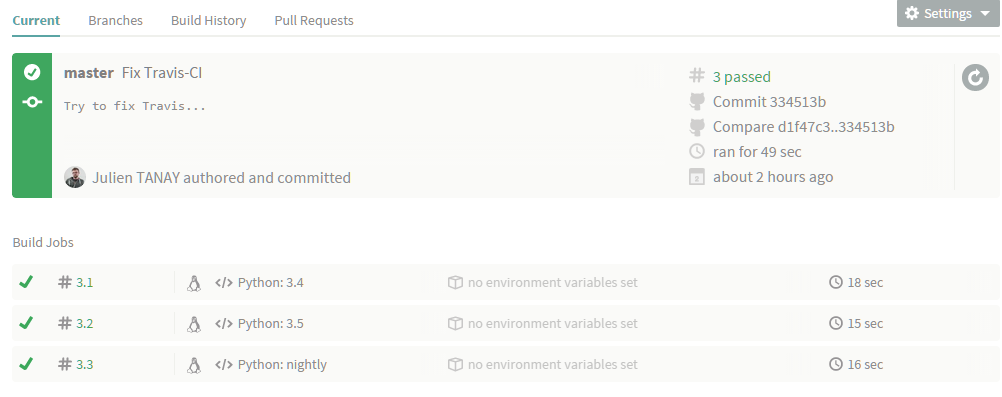 Current Branches Build History Pull Requests Settings
master Fix Travis-CI
Try to fix Travis...
Julien TANAY authored and committed
# 3 passed
Commit 334513b
Compare d1f47c3..334513b
ran for 49 sec
2 about 2 hours ago
Build Jobs
# 3.1 </> Python: 3.4 no environment variables set 18 sec
# 3.2 </> Python: 3.5 no environment variables set 15 sec
# 3.3 </> Python: nightly no environment variables set 16 sec